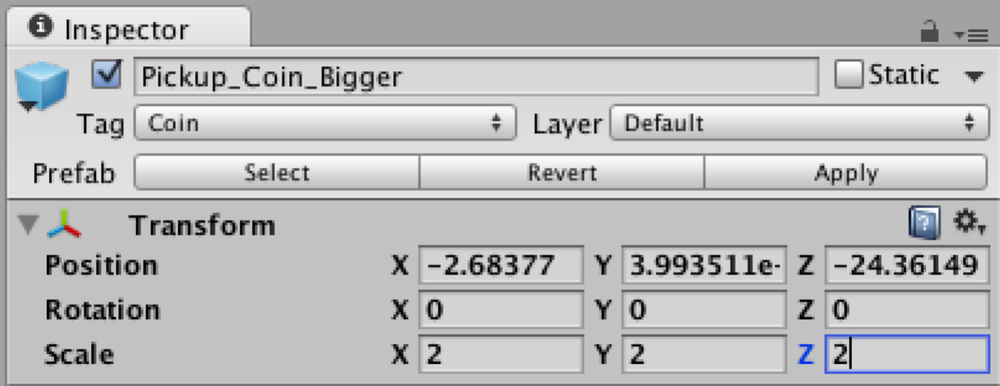 Inspector
Pickup_Coin_Bigger Static
Tag Coin Layer Default
Prefab Select Revert Apply
Transform
Position X -2.68377 Y 3.993511e- Z -24.36149
Rotation X 0 Y 0 Z 0
Scale X 2 Y 2 Z 2